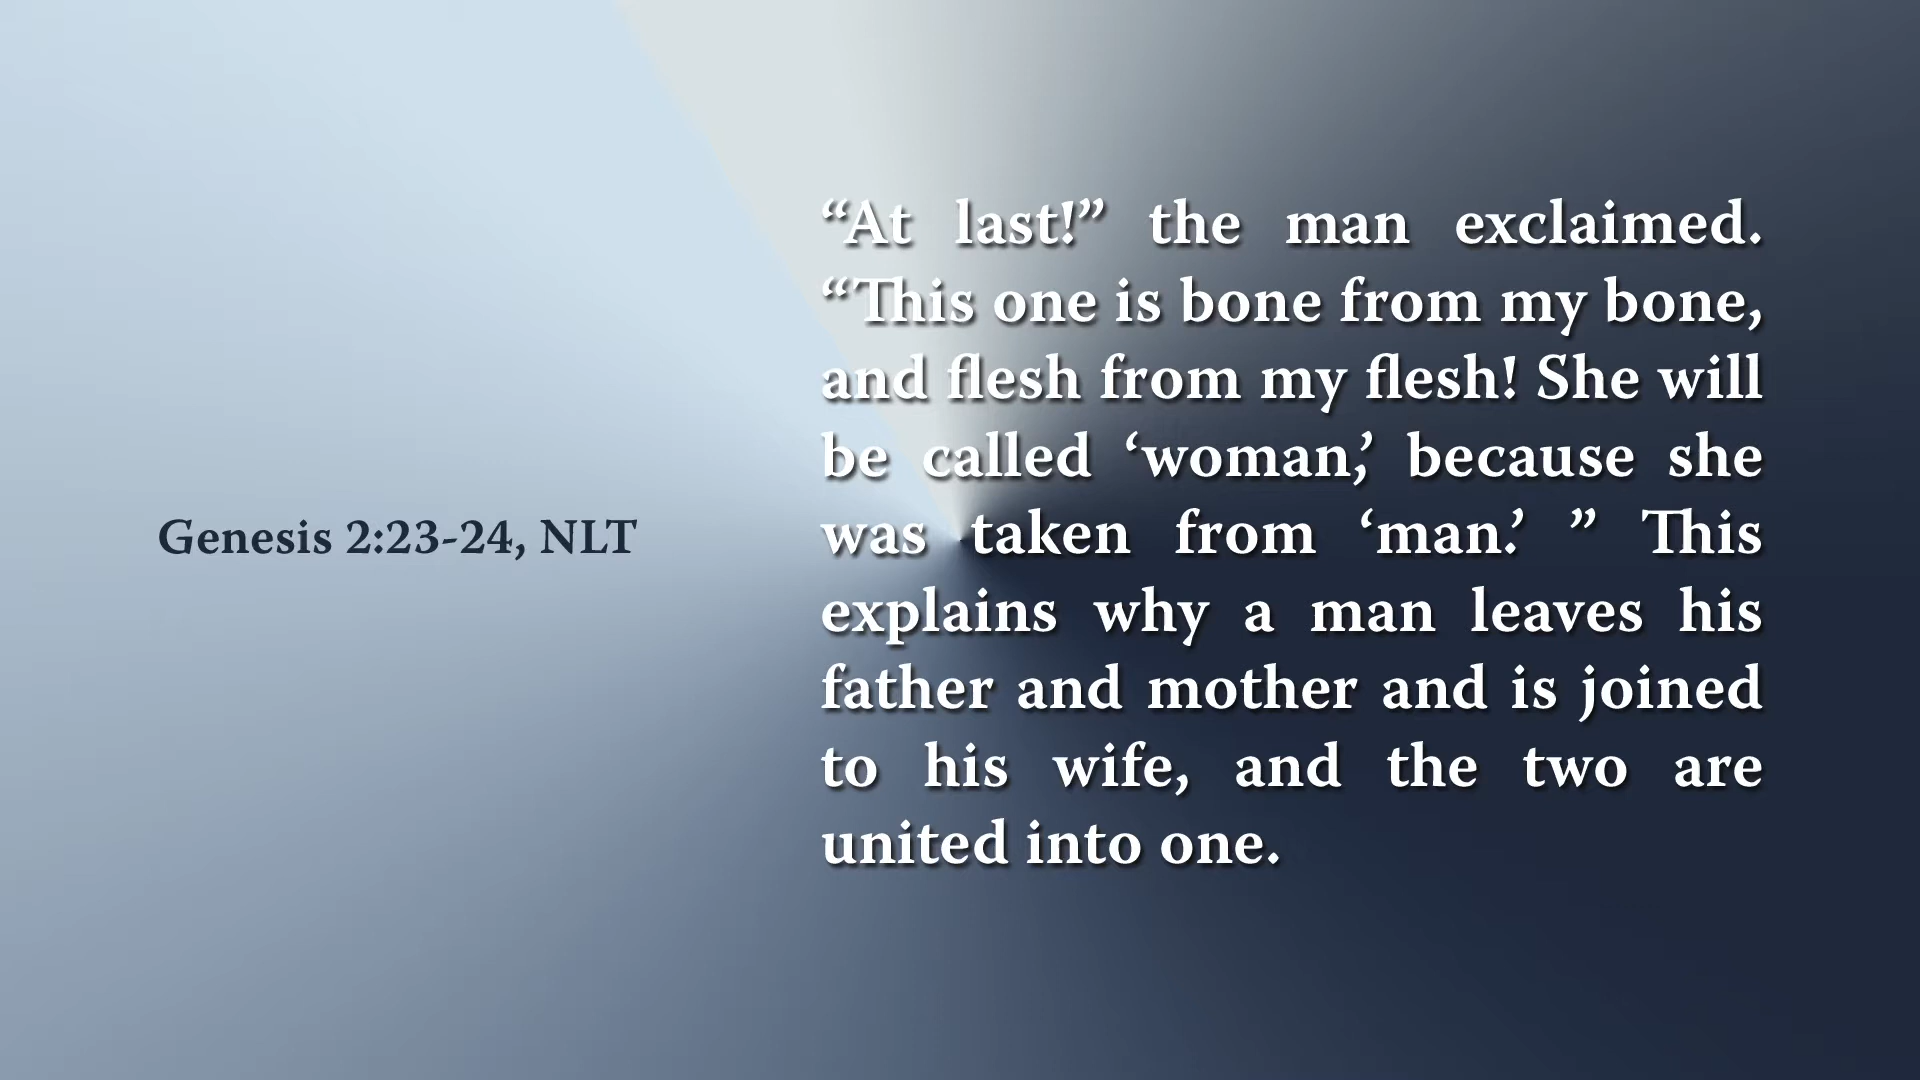 Genesis 2:23-24, NLT
“At last!” the man exclaimed.
“This one is bone from my bone,
and flesh from my flesh! She will
be called ‘woman,’ because she
was taken from ‘man.’ ” This
explains why a man leaves his
father and mother and is joined
to his wife, and the two are
united into one.